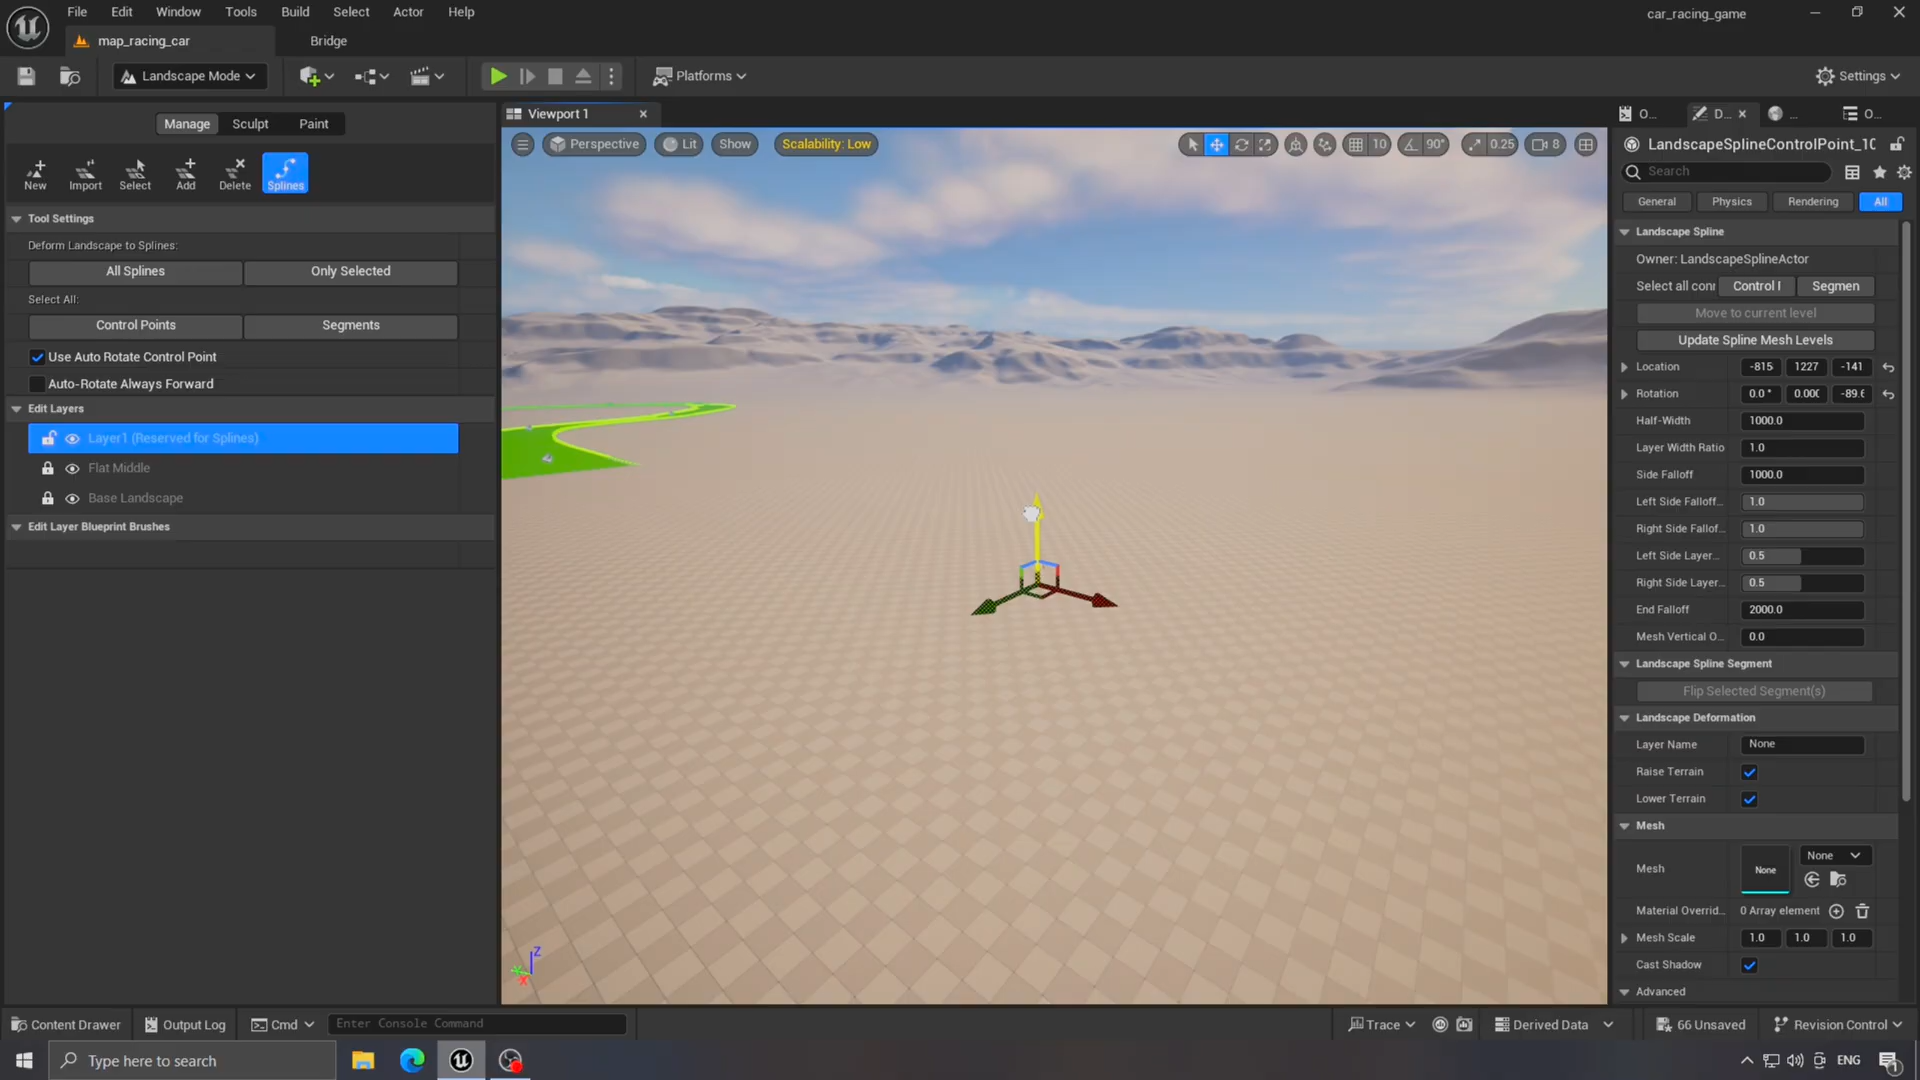 File Edit Window Tools Build Select Actor Help
car_racing_game
map_racing_car
Bridge
Landscape Mode
Platforms
Settings
Manage Sculpt Paint
New Import Select Add Delete Splines
Tool Settings
Deform Landscape to Splines:
All Splines Only Selected
Select All:
Control Points Segments
Use Auto Rotate Control Point
Auto-Rotate Always Forward
Edit Layers
Layer1 (Reserved for Splines)
Flat Middle
Base Landscape
Edit Layer Blueprint Brushes
Viewport 1
Perspective Lit Show Scalability: Low
10 90° 0.25 8
Z
X
O... D... ... O...
LandscapeSplineControlPoint_10
Search
General Physics Rendering All
Landscape Spline
Owner: LandscapeSplineActor
Select all conr Control I Segmen
Move to current level
Update Spline Mesh Levels
Location -815 1227 -141
Rotation 0.0 ° 0.00( -89.6
Half-Width 1000.0
Layer Width Ratio 1.0
Side Falloff 1000.0
Left Side Falloff... 1.0
Right Side Fallof... 1.0
Left Side Layer... 0.5
Right Side Layer... 0.5
End Falloff 2000.0
Mesh Vertical O... 0.0
Landscape Spline Segment
Flip Selected Segment(s)
Landscape Deformation
Layer Name None
Raise Terrain
Lower Terrain
Mesh
Mesh None None
Material Overrid... 0 Array element
Mesh Scale 1.0 1.0 1.0
Cast Shadow
Advanced
Content Drawer Output Log Cmd Enter Console Command
Trace Derived Data 66 Unsaved Revision Control
Type here to search
ENG
1